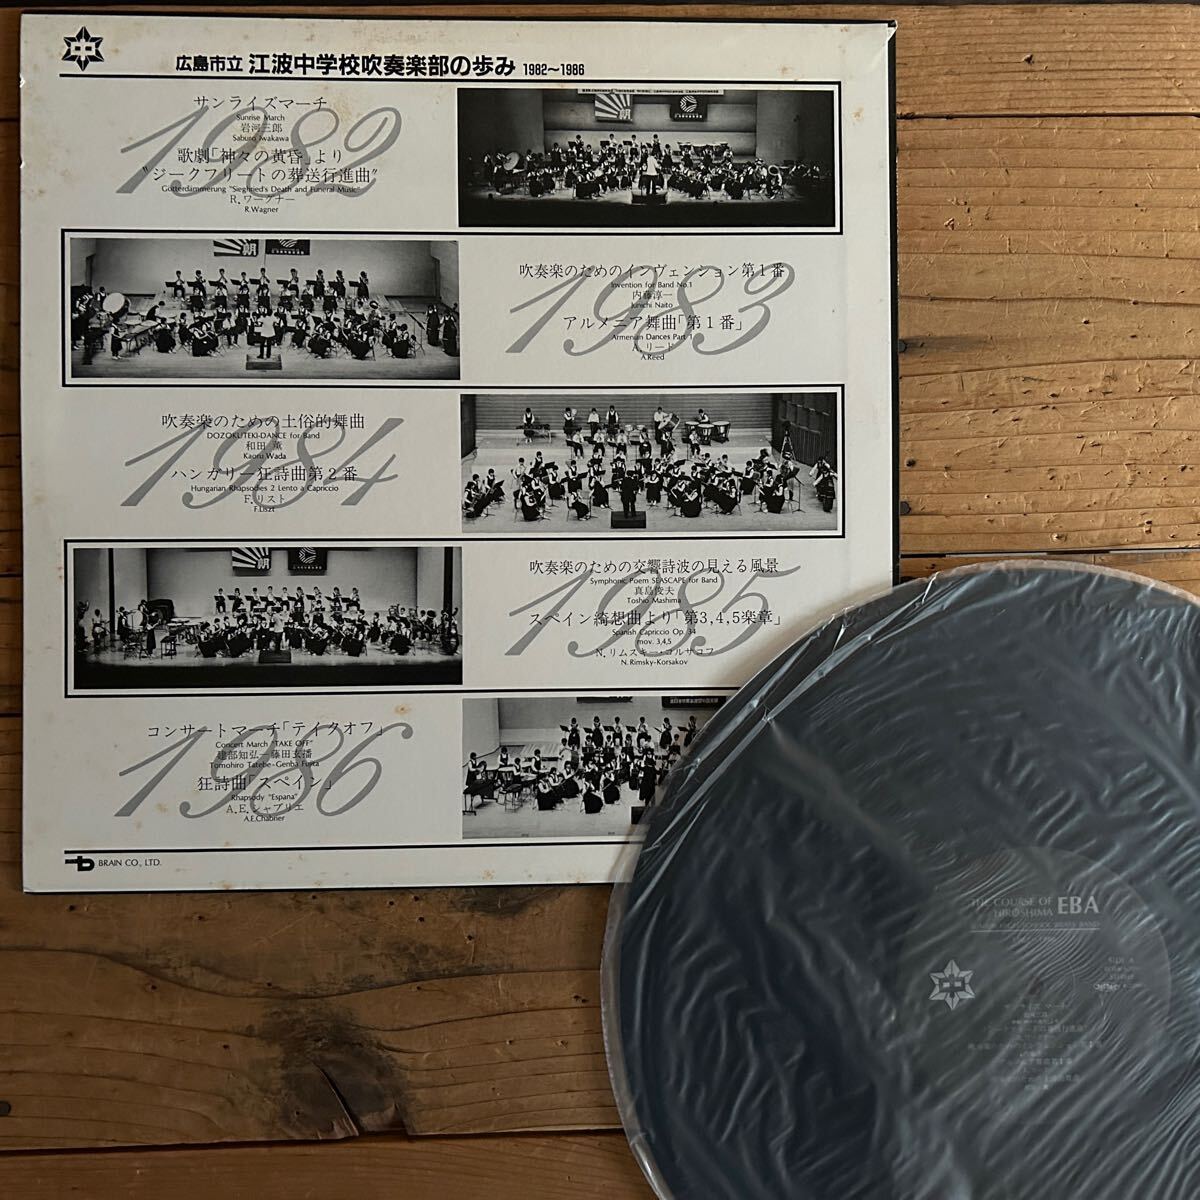 広島市立 江波中学校吹奏楽部の歩み 1982〜1986
1982
サンライズマーチ
Sunrise March
岩河三郎
Saburo Iwakawa
歌劇「神々の黄昏」より
"ジークフリートの葬送行進曲"
Götterdämmerung "Siegfried's Death and Funeral Music"
R.ワーグナー
R.Wagner
1983
吹奏楽のためのインヴェンション第1番
Invention for Band No.1
内藤淳一
Junichi Naito
アルメニア舞曲「第1番」
Armenian Dances Part 1
A.リード
A.Reed
1984
吹奏楽のための土俗的舞曲
DOZOKUTEKI-DANCE for Band
和田 薫
Kaoru Wada
ハンガリー狂詩曲第2番
Hungarian Rhapsodies 2 Lento a Capriccio
F.リスト
F.Liszt
1985
吹奏楽のための交響詩波の見える風景
Symphonic Poem SEASCAPE for Band
真島俊夫
Toshio Mashima
スペイン綺想曲より「第3,4,5楽章」
Spanish Capriccio Op. 34
mov. 3,4,5
N.リムスキー・コルサコフ
N.Rimsky-Korsakov
1986
コンサートマーチ「テイクオフ」
Concert March "TAKE OFF"
建部知弘－藤田玄播
Tomohiro Tatebe-Genba Fujita
狂詩曲「スペイン」
Rhapsody "Espana"
A.E.シャブリエ
A.E.Chabrier
BRAIN CO., LTD.
THE COURSE OF
HIROSHIMA EBA
SIDE A
サンライズ マーチ